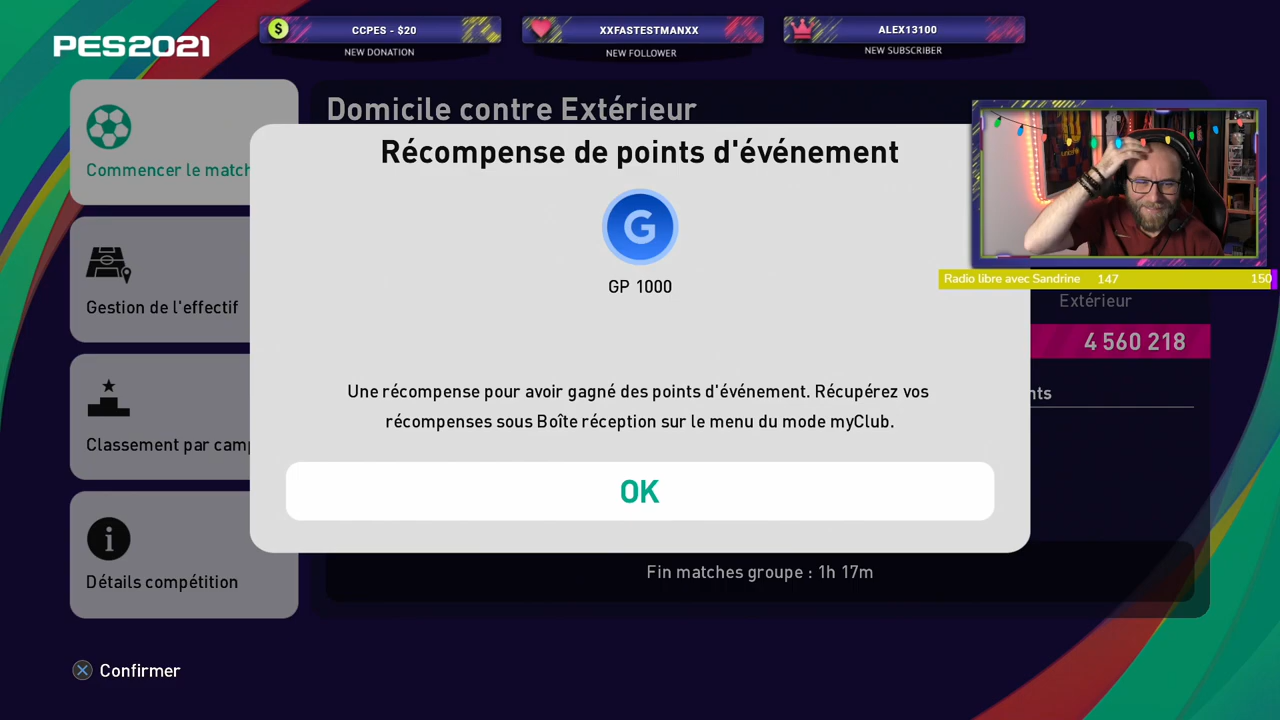 PES2021
CCPES - $20
NEW DONATION
XXFASTESTMANXX
NEW FOLLOWER
ALEX13100
NEW SUBSCRIBER
Domicile contre Extérieur
Récompense de points d'événement
G
GP 1000
Commencer le match
Gestion de l'effectif
Classement par camp
Détails compétition
Radio libre avec Sandrine 147 150
Extérieur
4 560 218
nts
Une récompense pour avoir gagné des points d'événement. Récupérez vos
récompenses sous Boîte réception sur le menu du mode myClub.
OK
Fin matches groupe : 1h 17m
Confirmer